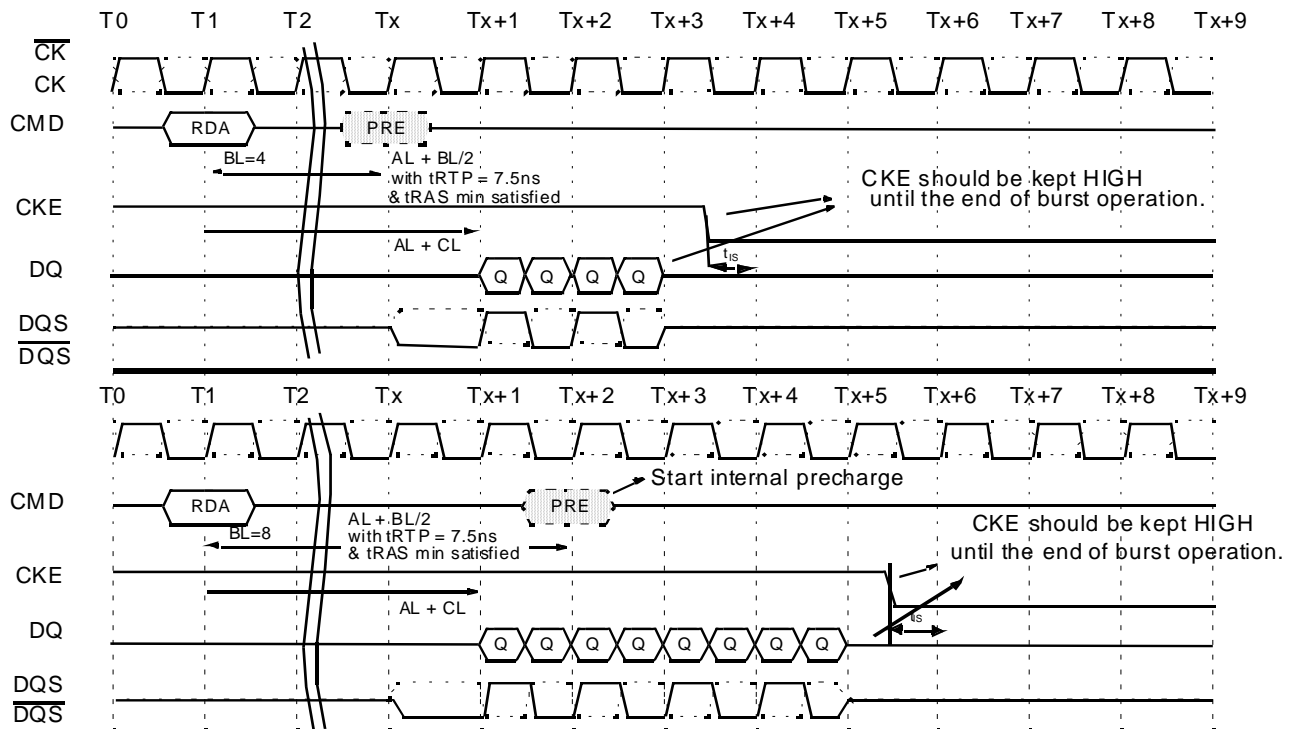 T0 T1 T2 Tx Tx+1 Tx+2 Tx+3 Tx+4 Tx+5 Tx+6 Tx+7 Tx+8 Tx+9
CK
CK
CMD RDA PRE
BL=4 AL + BL/2
with tRTP = 7.5ns
& tRAS min satisfied
CKE should be kept HIGH
until the end of burst operation.
CKE
AL + CL
tIS
DQ Q Q Q Q
DQS
DQS
T0 T1 T2 Tx Tx+1 Tx+2 Tx+3 Tx+4 Tx+5 Tx+6 Tx+7 Tx+8 Tx+9
Start internal precharge
CMD RDA PRE
BL=8 AL + BL/2
with tRTP = 7.5ns
& tRAS min satisfied
CKE should be kept HIGH
until the end of burst operation.
CKE
AL + CL
tIS
DQ Q Q Q Q Q Q Q Q
DQS
DQS